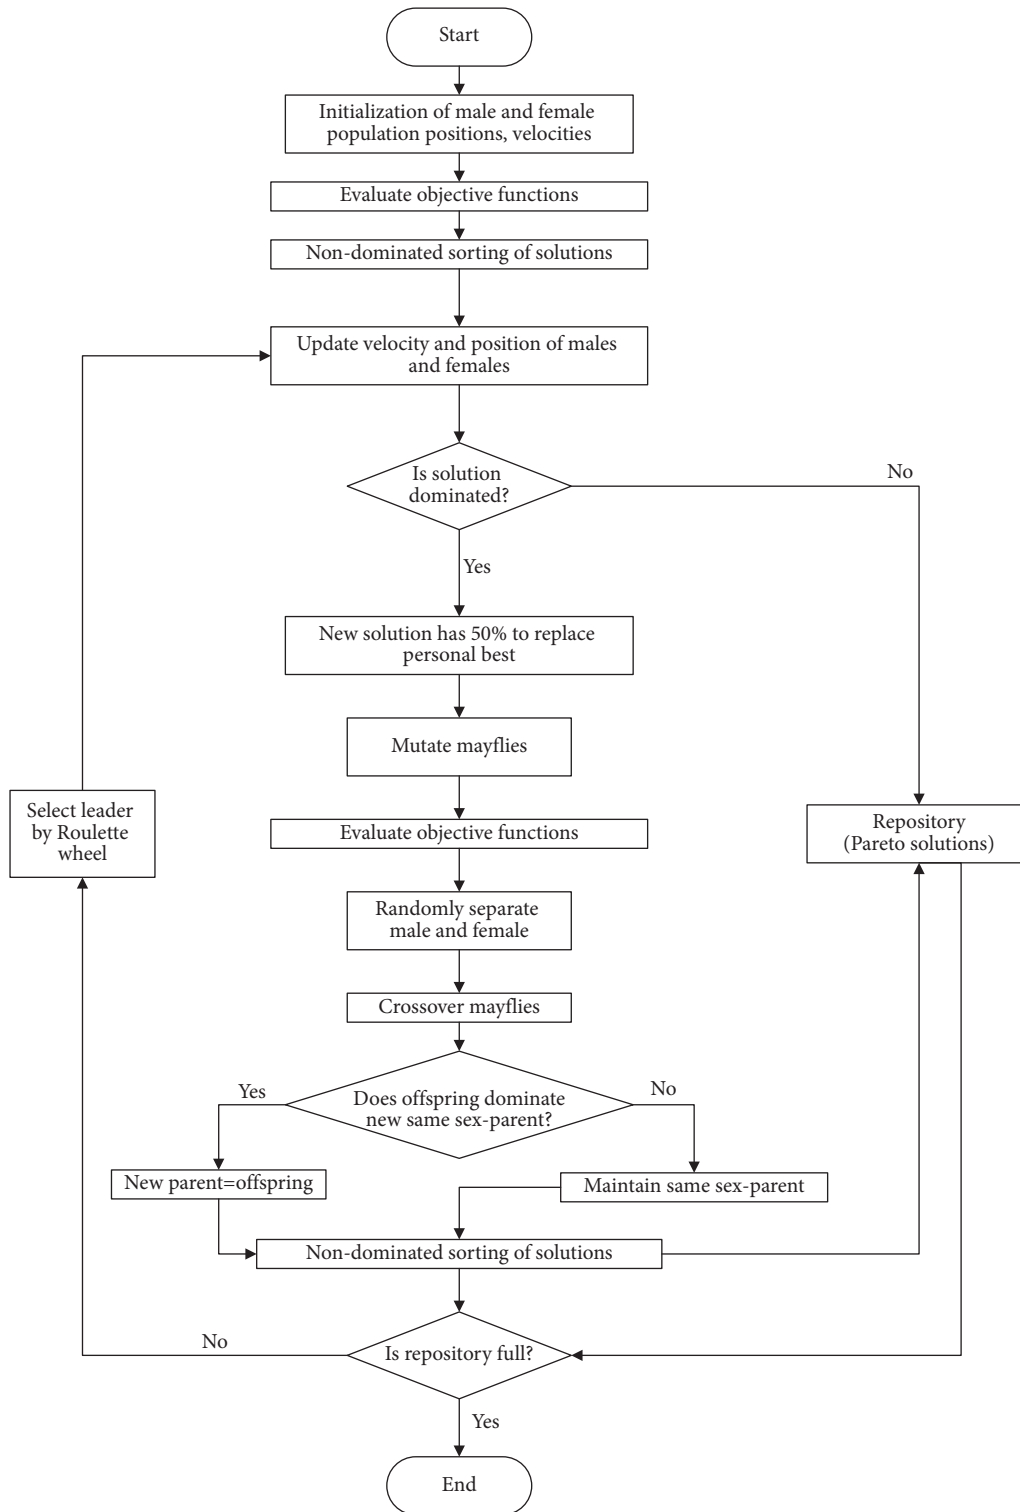 Start
Initialization of male and female
population positions, velocities
Evaluate objective functions
Non-dominated sorting of solutions
Update velocity and position of males
and females
Is solution
dominated?
No
Yes
New solution has 50% to replace
personal best
Mutate mayflies
Select leader
by Roulette
wheel
Evaluate objective functions
Repository
(Pareto solutions)
Randomly separate
male and female
Crossover mayflies
Yes
Does offspring dominate
new same sex-parent?
No
New parent=offspring
Maintain same sex-parent
Non-dominated sorting of solutions
No
Is repository full?
Yes
End